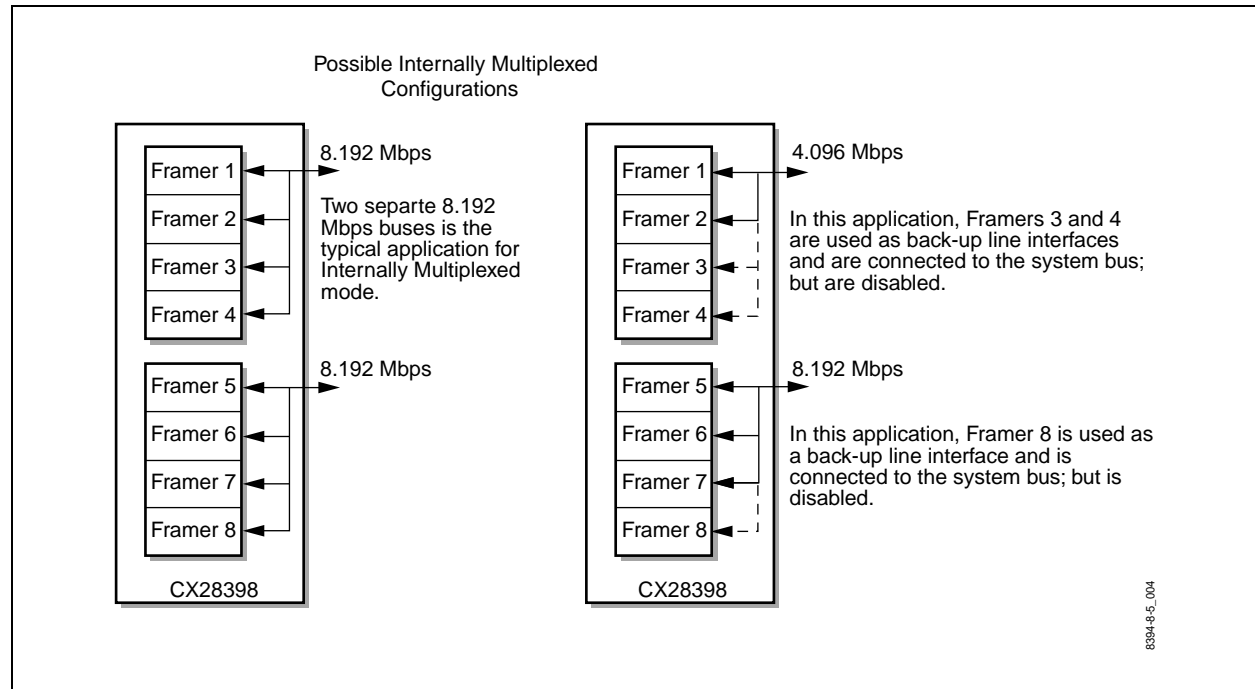 Possible Internally Multiplexed
Configurations
8.192 Mbps
Framer 1
Framer 2
Framer 3
Framer 4
Two separte 8.192
Mbps buses is the
typical application for
Internally Multiplexed
mode.
8.192 Mbps
Framer 5
Framer 6
Framer 7
Framer 8
CX28398
4.096 Mbps
Framer 1
Framer 2
Framer 3
Framer 4
In this application, Framers 3 and 4
are used as back-up line interfaces
and are connected to the system bus;
but are disabled.
8.192 Mbps
Framer 5
Framer 6
Framer 7
Framer 8
In this application, Framer 8 is used as
a back-up line interface and is
connected to the system bus; but is
disabled.
CX28398
8394-8-5_004